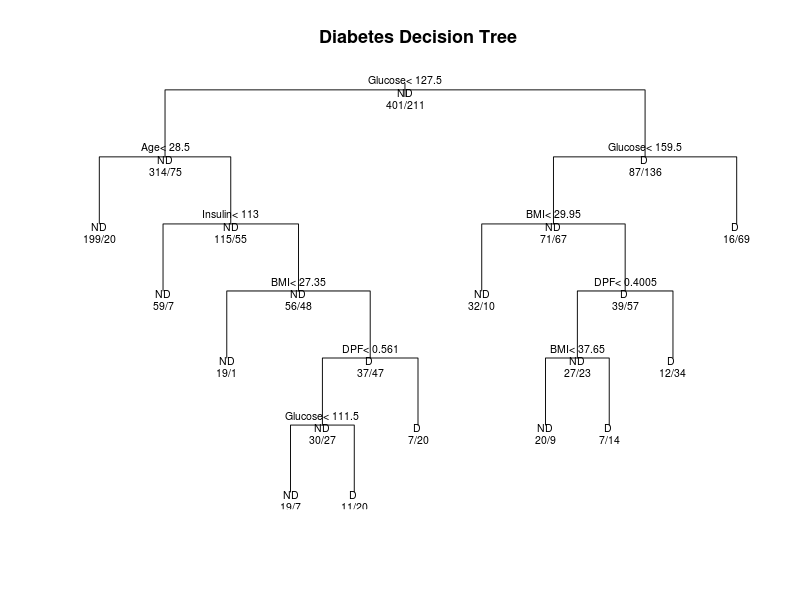 Diabetes Decision Tree
Glucose< 127.5
ND
401/211
Age< 28.5
ND
314/75
Glucose< 159.5
D
87/136
ND
199/20
Insulin< 113
ND
115/55
BMI< 29.95
ND
71/67
D
16/69
ND
59/7
BMI< 27.35
ND
56/48
ND
32/10
DPF< 0.4005
D
39/57
ND
19/1
DPF< 0.561
D
37/47
BMI< 37.65
ND
27/23
D
12/34
Glucose< 111.5
ND
30/27
D
7/20
ND
20/9
D
7/14
ND
19/7
D
11/20